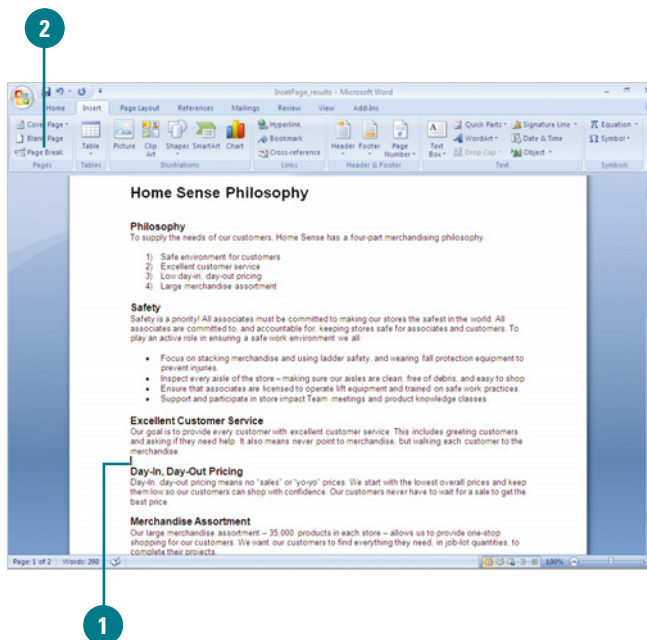 2
InsetPage_results - Microsoft Word
Home Insert Page Layout References Mailings Review View Add-Ins
Cover Page Blank Page Page Break
Table
Picture Clip Art Shapes SmartArt Chart
Hyperlink Bookmark Cross-reference
Header Footer Page Number
Text Box Quick Parts WordArt Drop Cap Signature Line Date & Time Object
Equation Symbol
Pages Tables Illustrations Links Header & Footer Text Symbols
Home Sense Philosophy
Philosophy
To supply the needs of our customers, Home Sense has a four-part merchandising philosophy.
1) Safe environment for customers
2) Excellent customer service
3) Low day-in, day-out pricing
4) Large merchandise assortment
Safety
Safety is a priority! All associates must be committed to making our stores the safest in the world. All
associates are committed to, and accountable for, keeping stores safe for associates and customers. To
play an active role in ensuring a safe work environment we all:
• Focus on stacking merchandise and using ladder safety, and wearing fall protection equipment to
prevent injuries.
• Inspect every aisle of the store – making sure our aisles are clean, free of debris, and easy to shop.
• Ensure that associates are licensed to operate lift equipment and trained on safe work practices.
• Support and participate in store impact Team meetings and product knowledge classes.
Excellent Customer Service
Our goal is to provide every customer with excellent customer service. This includes greeting customers
and asking if they need help. It also means never point to merchandise, but walking each customer to the
merchandise.
Day-In, Day-Out Pricing
Day-In, day-out pricing means no "sales" or "yo-yo" prices. We start with the lowest overall prices and keep
them low so our customers can shop with confidence. Our customers never have to wait for a sale to get the
best price.
Merchandise Assortment
Our large merchandise assortment – 35,000 products in each store – allows us to provide one-stop
shopping for our customers. We want our customers to find everything they need, in job-lot quantities, to
complete their projects.
Page: 1 of 2 Words: 298 100%
1